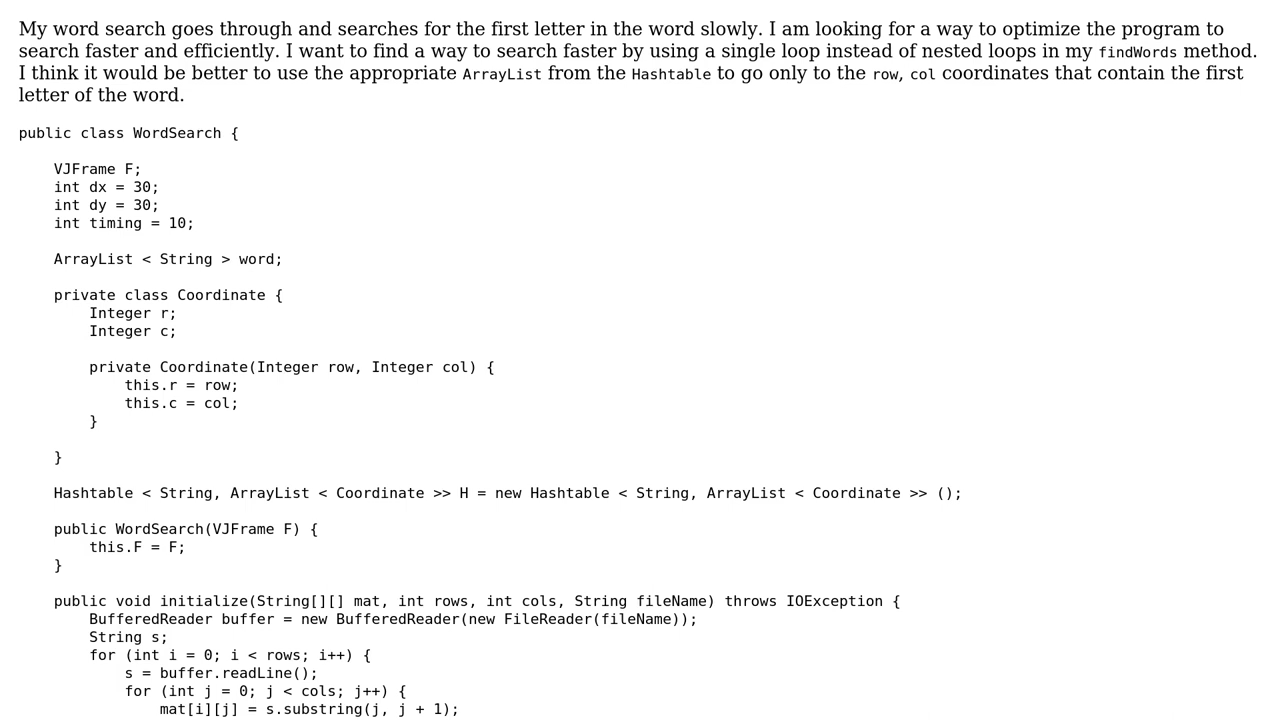 My word search goes through and searches for the first letter in the word slowly. I am looking for a way to optimize the program to
search faster and efficiently. I want to find a way to search faster by using a single loop instead of nested loops in my findWords method.
I think it would be better to use the appropriate ArrayList from the Hashtable to go only to the row, col coordinates that contain the first
letter of the word.
public class WordSearch {
    VJFrame F;
    int dx = 30;
    int dy = 30;
    int timing = 10;
    ArrayList < String > word;
    private class Coordinate {
        Integer r;
        Integer c;
        private Coordinate(Integer row, Integer col) {
            this.r = row;
            this.c = col;
        }
    }
    Hashtable < String, ArrayList < Coordinate >> H = new Hashtable < String, ArrayList < Coordinate >> ();
    public WordSearch(VJFrame F) {
        this.F = F;
    }
    public void initialize(String[][] mat, int rows, int cols, String fileName) throws IOException {
        BufferedReader buffer = new BufferedReader(new FileReader(fileName));
        String s;
        for (int i = 0; i < rows; i++) {
            s = buffer.readLine();
            for (int j = 0; j < cols; j++) {
                mat[i][j] = s.substring(j, j + 1);